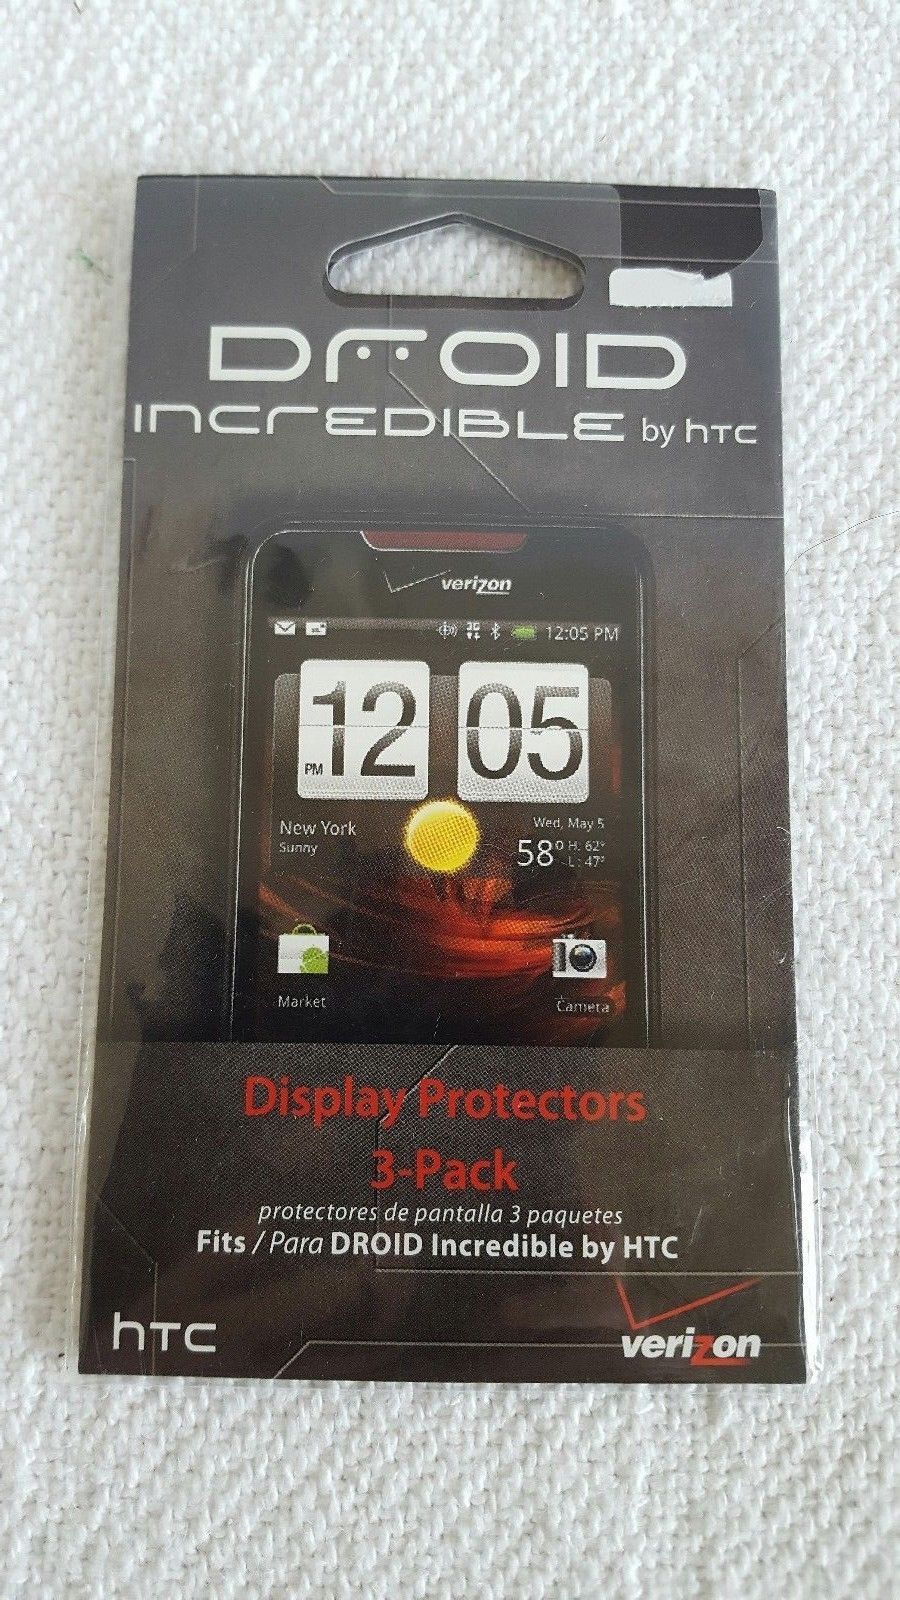 DROID
INCREDIBLE by hTC
verizon
3G
12:05 PM
PM 12 05
New York
Sunny
Wed, May 5
58° H: 62°
L: 47°
Market
Camera
Display Protectors
3-Pack
protectores de pantalla 3 paquetes
Fits / Para DROID Incredible by HTC
hTC
verizon